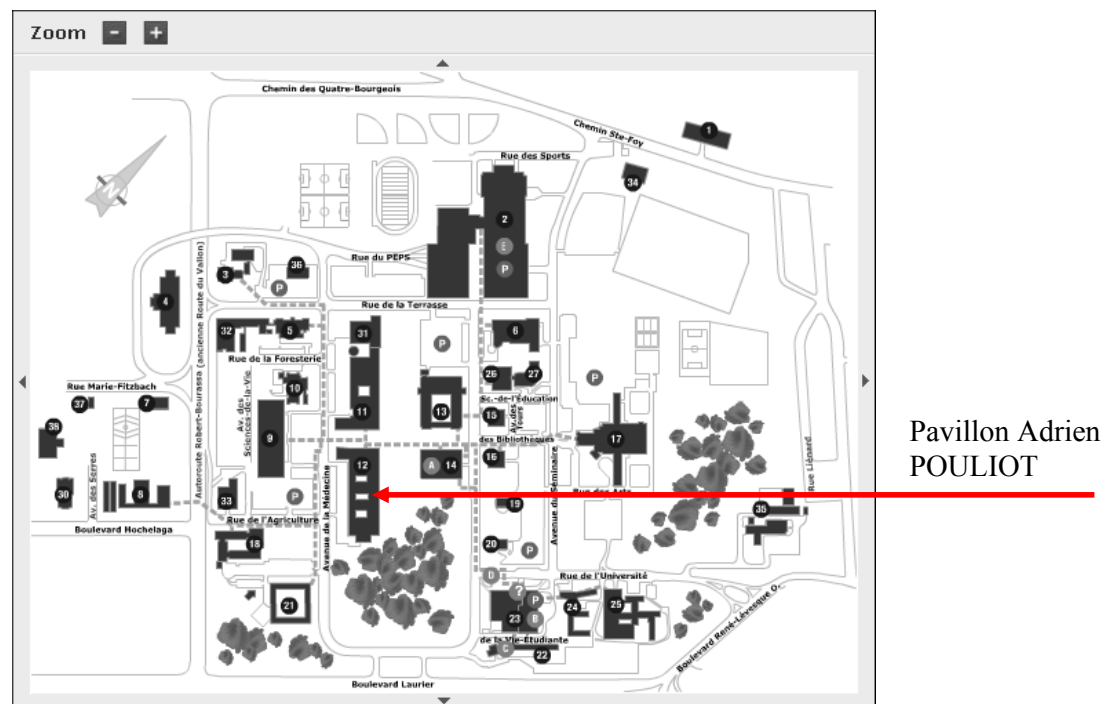 Zoom - +
Chemin des Quatre-Bourgeois
Chemin Ste-Foy
1
Rue des Sports
34
N
2
E
P
Rue du PEPS
3
36
P
4
Rue de la Terrasse
32
5
31
6
P
Rue de la Foresterie
Autoroute Robert-Bourassa (ancienne Route du Vallon)
Rue Marie-Fitzbach
37
7
10
26
27
P
Sc.-de-l'Éducation
Av. des Sciences-de-la-Vie
11
13
15
Av. des Tours
38
9
des Bibliothèques
17
12
A
14
16
Rue Liénard
Pavillon Adrien
POULIOT
30
Av. des Serres
8
33
P
Rue des Arts
19
35
Rue de l'Agriculture
Avenue de la Médecine
Avenue du Séminaire
Boulevard Hochelaga
18
20
P
D
Rue de l'Université
?
P
21
23
B
24
25
de la Vie-Étudiante
C
22
Boulevard René-Lévesque O.
Boulevard Laurier